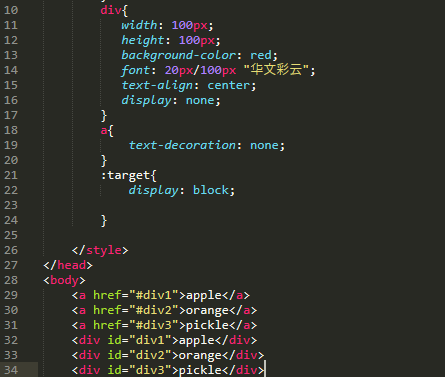 10 div{
11 width: 100px;
12 height: 100px;
13 background-color: red;
14 font: 20px/100px "华文彩云";
15 text-align: center;
16 display: none;
17 }
18 a{
19 text-decoration: none;
20 }
21 :target{
22 display: block;
23
24 }
25
26 </style>
27 </head>
28 <body>
29 <a href="#div1">apple</a>
30 <a href="#div2">orange</a>
31 <a href="#div3">pickle</a>
32 <div id="div1">apple</div>
33 <div id="div2">orange</div>
34 <div id="div3">pickle</div>